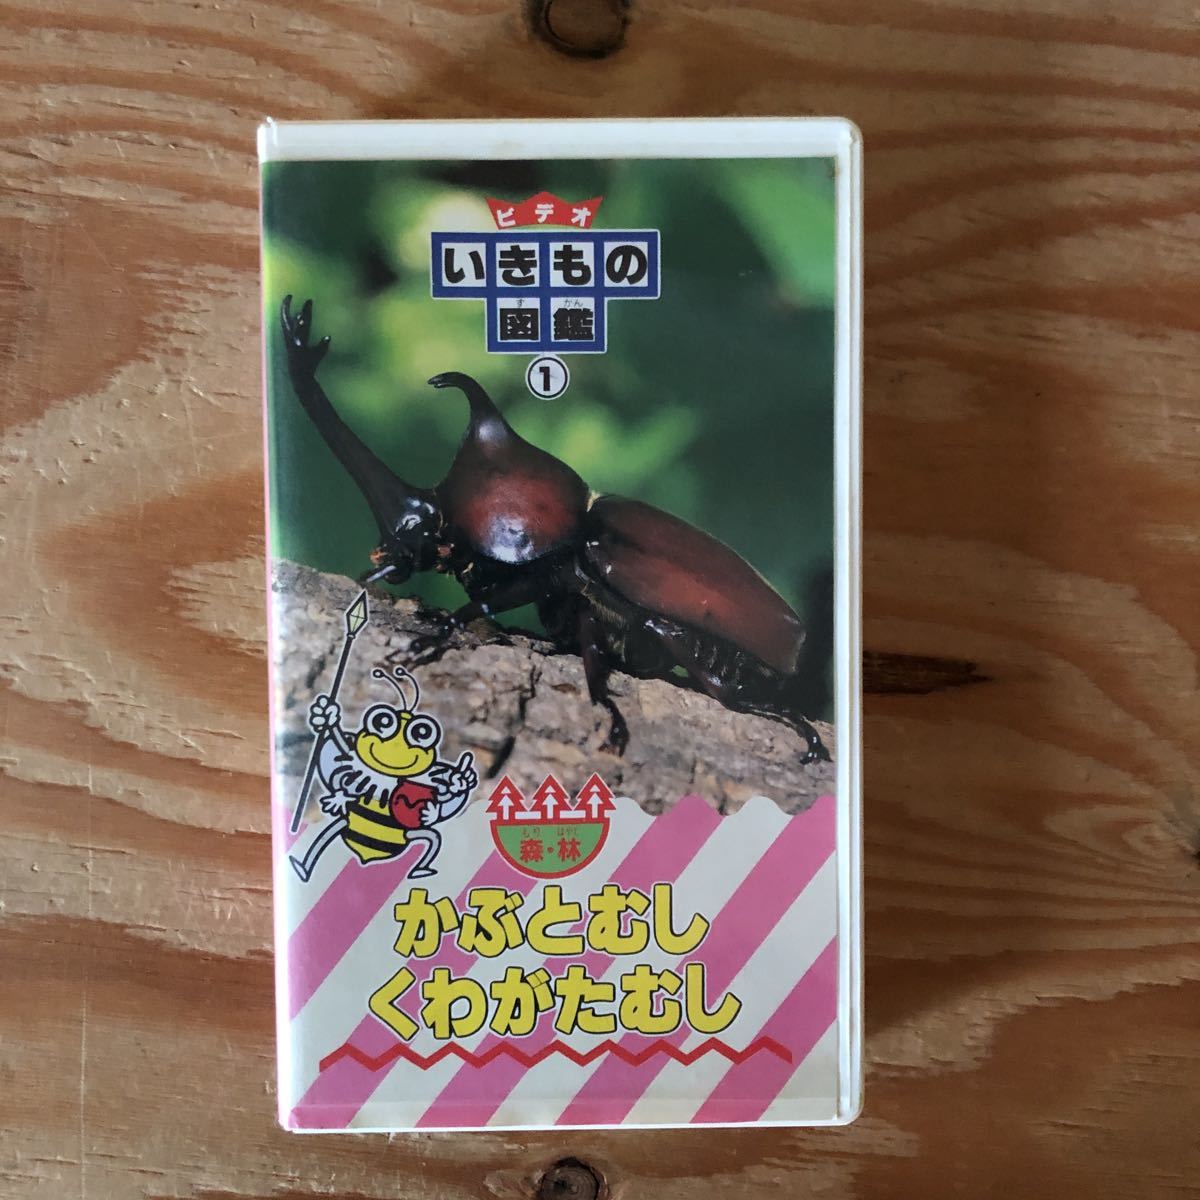 ビデオ
いきもの
ずかん
図鑑
①
もり はやし
森・林
かぶとむし
くわがたむし